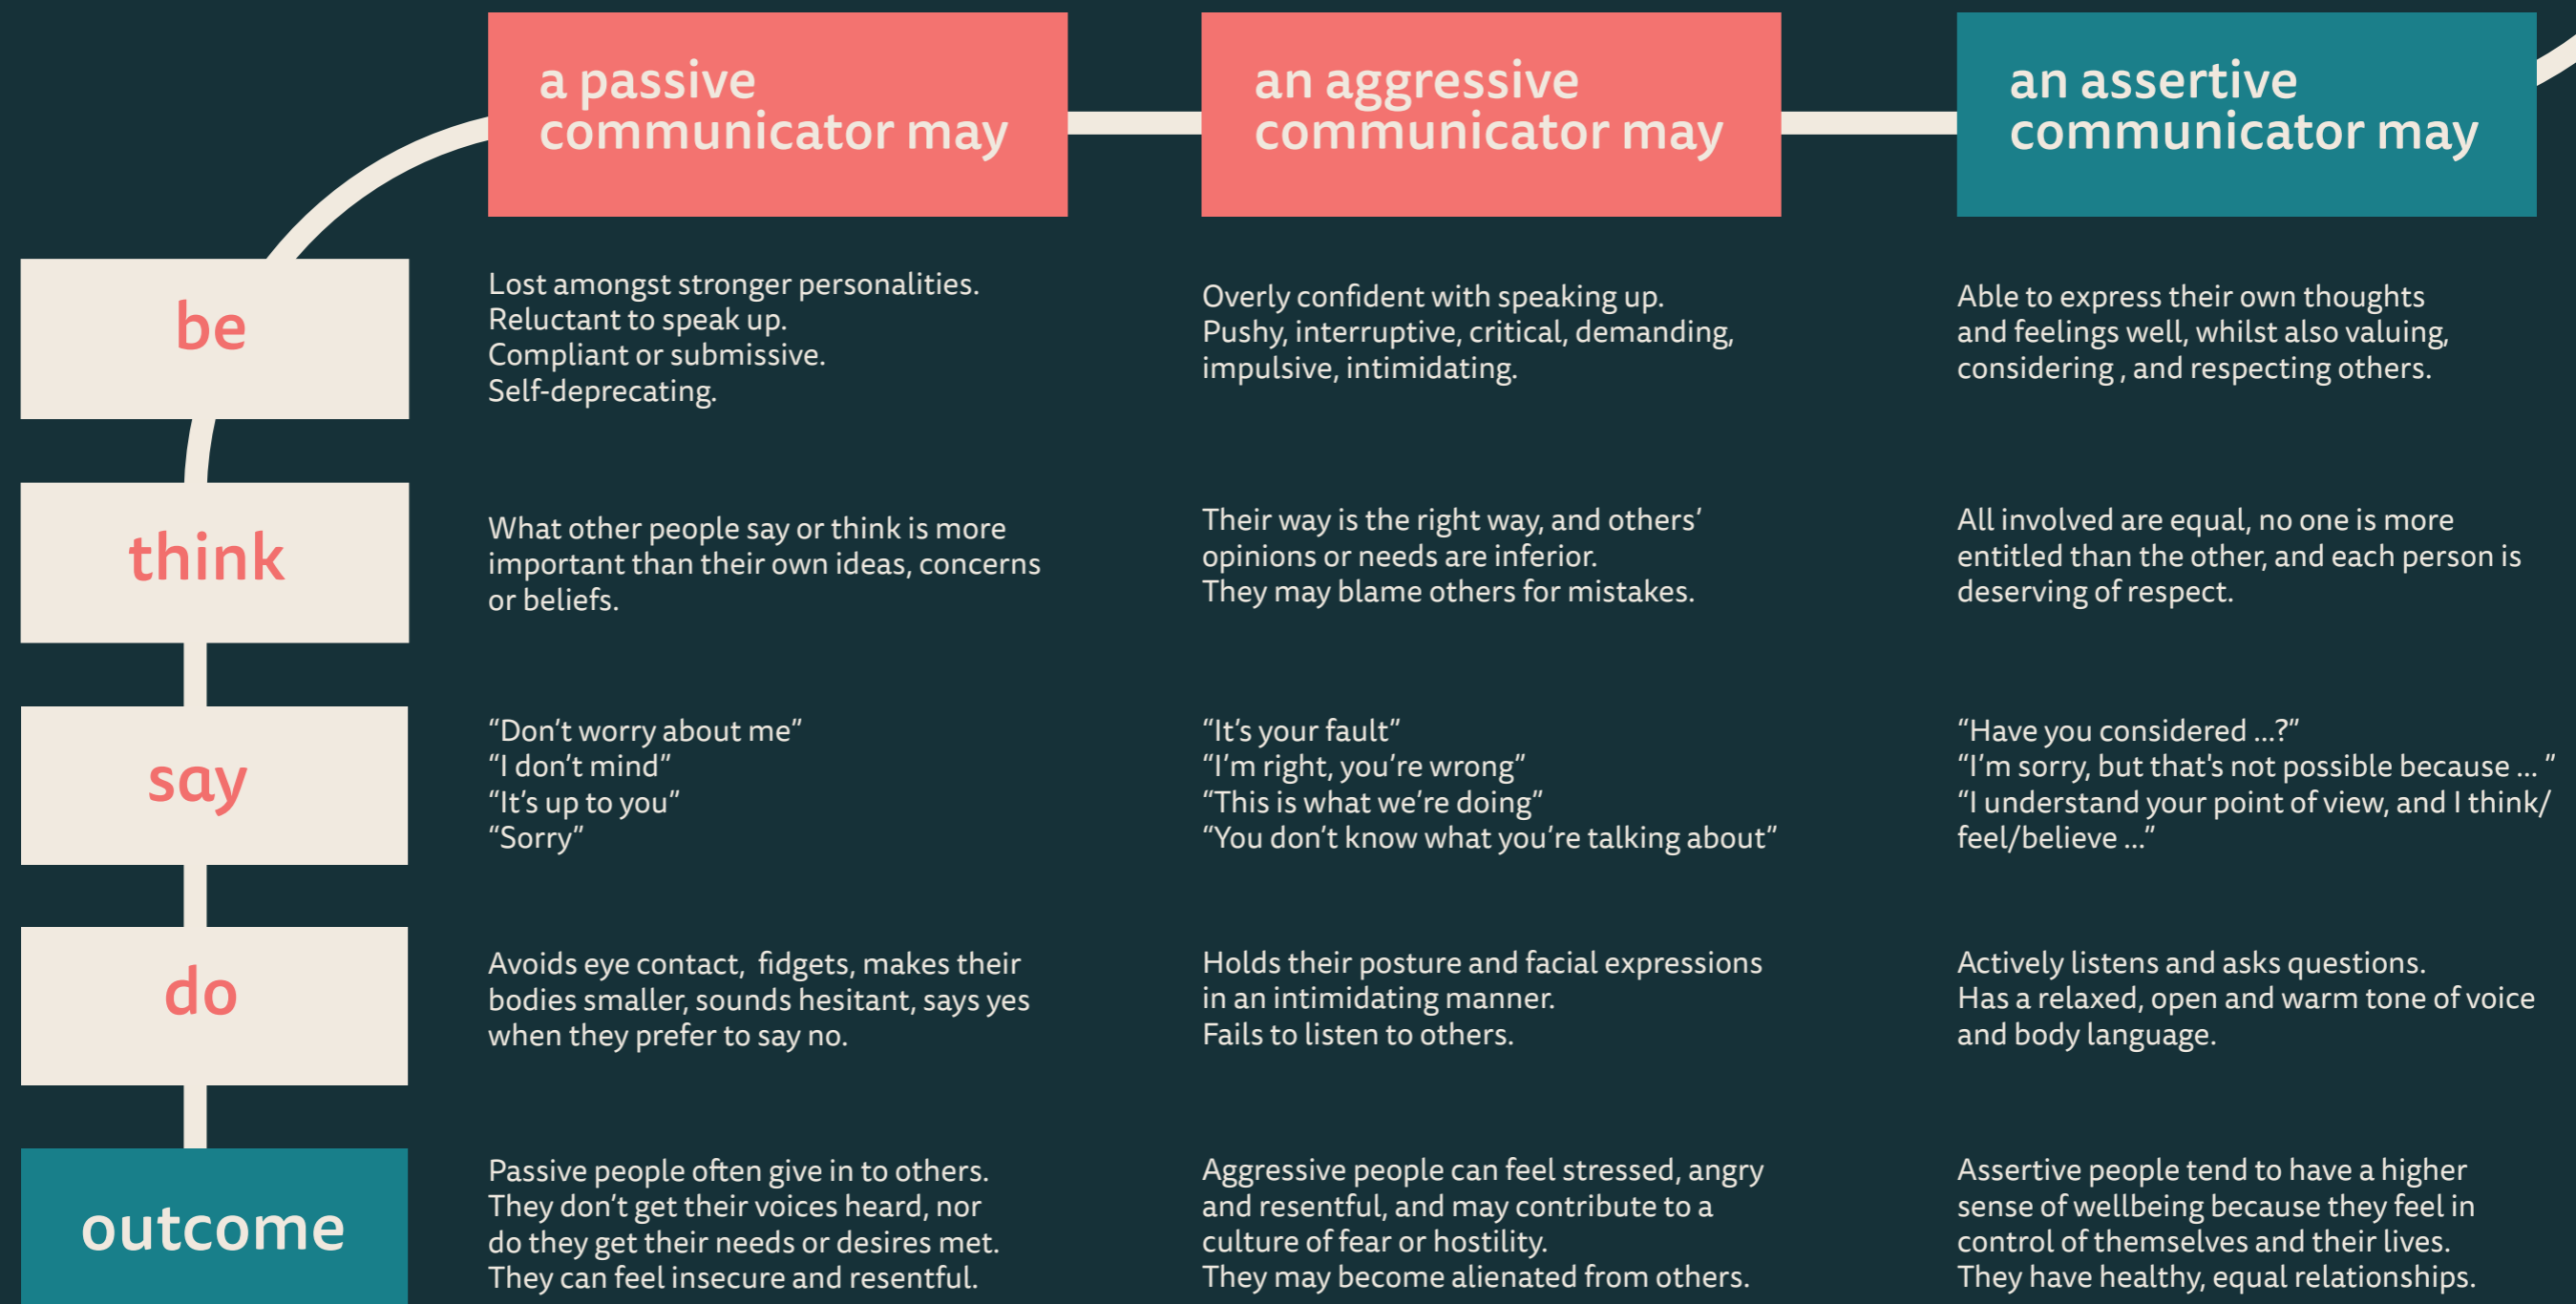 a passive
communicator may
an aggressive
communicator may
an assertive
communicator may
be
Lost amongst stronger personalities.
Reluctant to speak up.
Compliant or submissive.
Self-deprecating.
Overly confident with speaking up.
Pushy, interruptive, critical, demanding,
impulsive, intimidating.
Able to express their own thoughts
and feelings well, whilst also valuing,
considering , and respecting others.
think
What other people say or think is more
important than their own ideas, concerns
or beliefs.
Their way is the right way, and others’
opinions or needs are inferior.
They may blame others for mistakes.
All involved are equal, no one is more
entitled than the other, and each person is
deserving of respect.
say
“Don’t worry about me”
“I don’t mind”
“It’s up to you”
“Sorry”
“It’s your fault”
“I’m right, you’re wrong”
“This is what we’re doing”
“You don’t know what you’re talking about”
“Have you considered ...?”
“I’m sorry, but that's not possible because ... ”
“I understand your point of view, and I think/
feel/believe ...”
do
Avoids eye contact,  fidgets, makes their
bodies smaller, sounds hesitant, says yes
when they prefer to say no.
Holds their posture and facial expressions
in an intimidating manner.
Fails to listen to others.
Actively listens and asks questions.
Has a relaxed, open and warm tone of voice
and body language.
outcome
Passive people often give in to others.
They don’t get their voices heard, nor
do they get their needs or desires met.
They can feel insecure and resentful.
Aggressive people can feel stressed, angry
and resentful, and may contribute to a
culture of fear or hostility.
They may become alienated from others.
Assertive people tend to have a higher
sense of wellbeing because they feel in
control of themselves and their lives.
They have healthy, equal relationships.